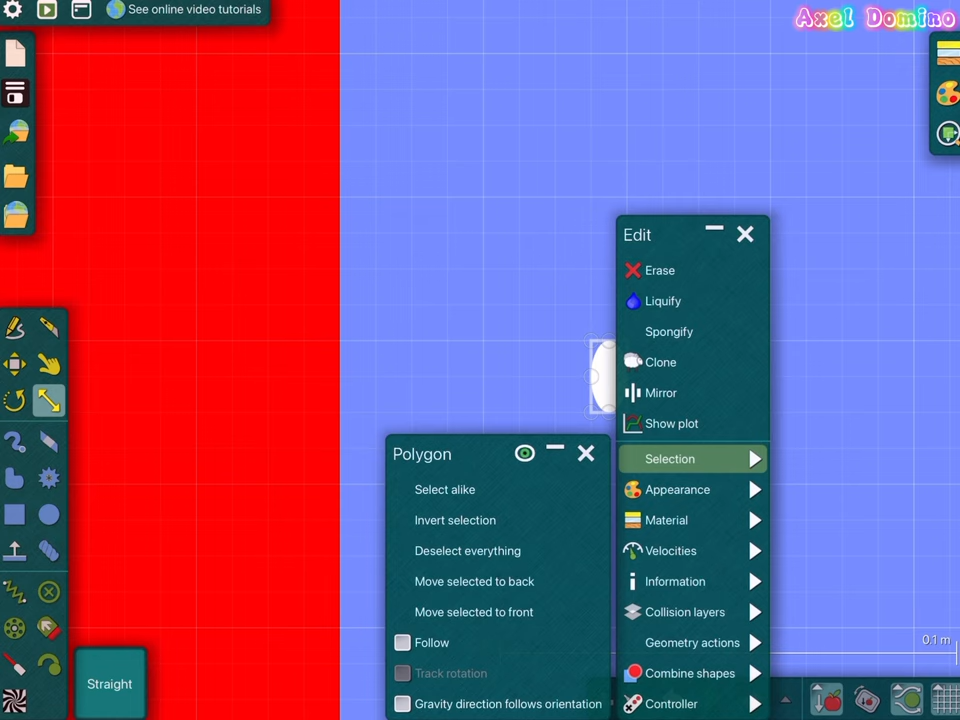 See online video tutorials
Axel Domino
Edit
Erase
Liquify
Spongify
Clone
Mirror
Show plot
Selection
Appearance
Material
Velocities
Information
Collision layers
Geometry actions
Combine shapes
Controller
Polygon
Select alike
Invert selection
Deselect everything
Move selected to back
Move selected to front
Follow
Track rotation
Gravity direction follows orientation
Straight
0.1 m